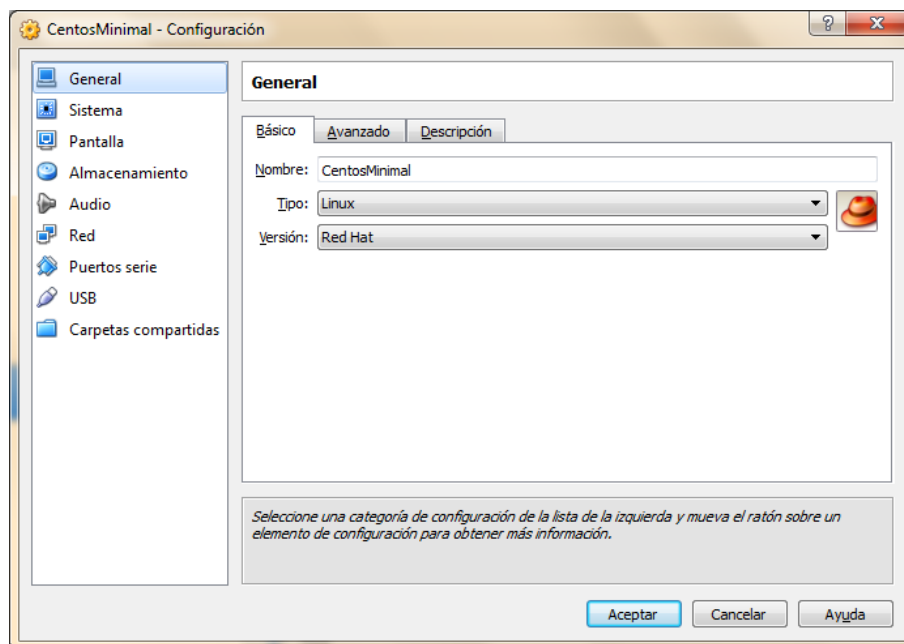 CentosMinimal - Configuración
General
Sistema
Pantalla
Almacenamiento
Audio
Red
Puertos serie
USB
Carpetas compartidas
General
Básico Avanzado Descripción
Nombre: CentosMinimal
Tipo: Linux
Versión: Red Hat
Seleccione una categoría de configuración de la lista de la izquierda y mueva el ratón sobre un
elemento de configuración para obtener más información.
Aceptar Cancelar Ayuda